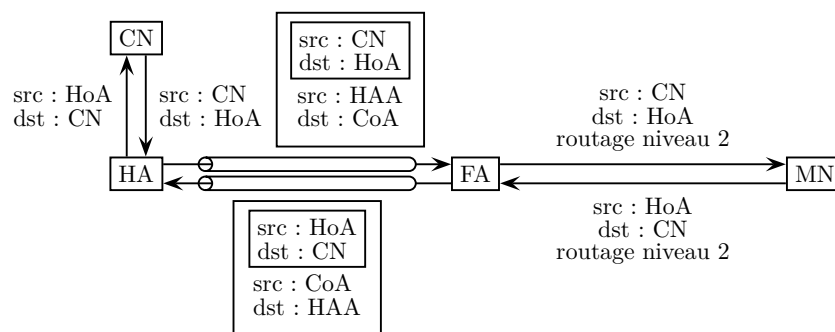 CN
src : CN
dst : HoA
src : HAA
dst : CoA
src : HoA
dst : CN
src : CN
dst : HoA
src : CN
dst : HoA
routage niveau 2
HA
FA
MN
src : HoA
dst : CN
src : CoA
dst : HAA
src : HoA
dst : CN
routage niveau 2